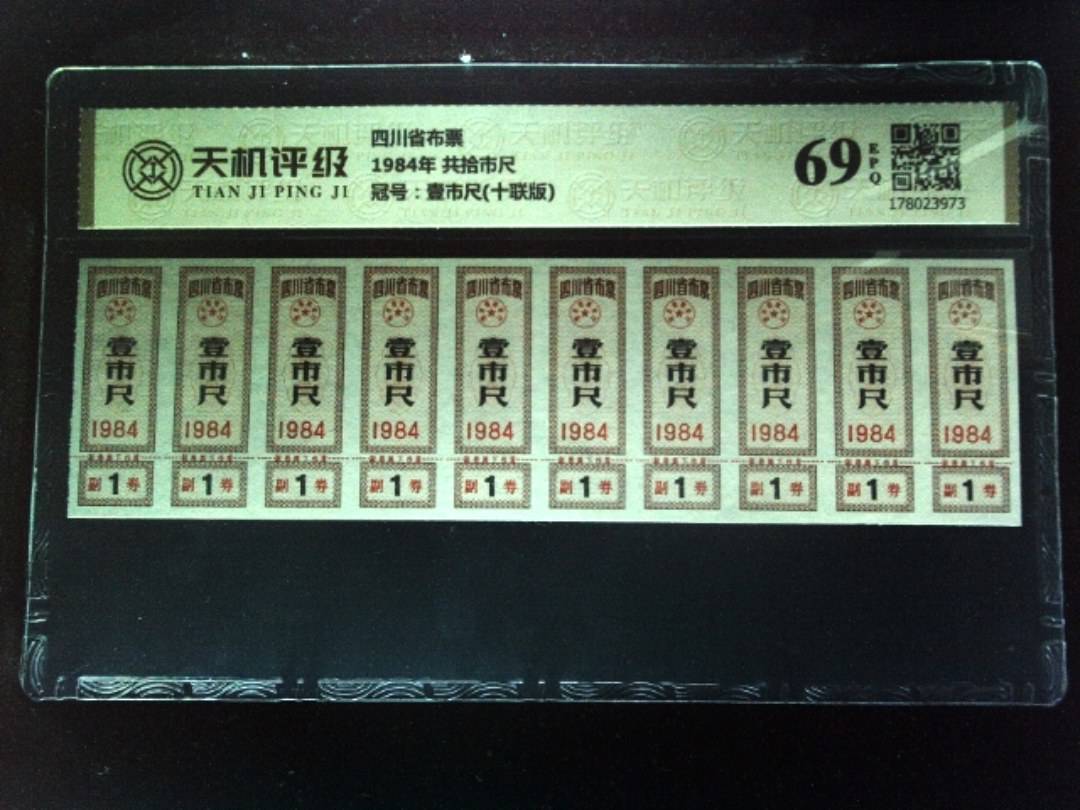 天机评级
TIAN JI PING JI
四川省布票
1984年 共拾市尺
冠号：壹市尺(十联版)
69
EPQ
178023973
四川省布票 四川省布票 四川省布票 四川省布票 四川省布票 四川省布票 四川省布票 四川省布票 四川省布票 四川省布票
壹市尺 壹市尺 壹市尺 壹市尺 壹市尺 壹市尺 壹市尺 壹市尺 壹市尺 壹市尺
1984 1984 1984 1984 1984 1984 1984 1984 1984 1984
副1券 副1券 副1券 副1券 副1券 副1券 副1券 副1券 副1券 副1券